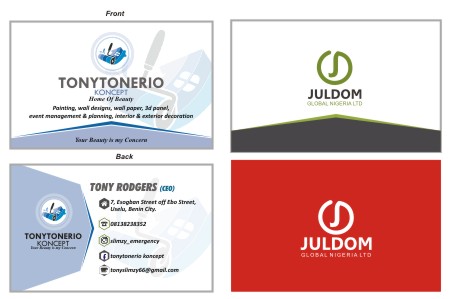 Front
TONYTONERIO
KONCEPT
Home Of Beauty
Painting, wall designs, wall paper, 3d panel,
event management & planning, interior & exterior decoration
Your Beauty is my Concern
JULDOM
GLOBAL NIGERIA LTD
Back
TONYTONERIO
KONCEPT
Your Beauty is my Concern
TONY RODGERS (CEO)
7, Esogban Street off Ebo Street,
Uselu, Benin City.
08138238352
slimzy_emergency
tonytonerio koncept
tonyslimzy66@gmail.com
JULDOM
GLOBAL NIGERIA LTD